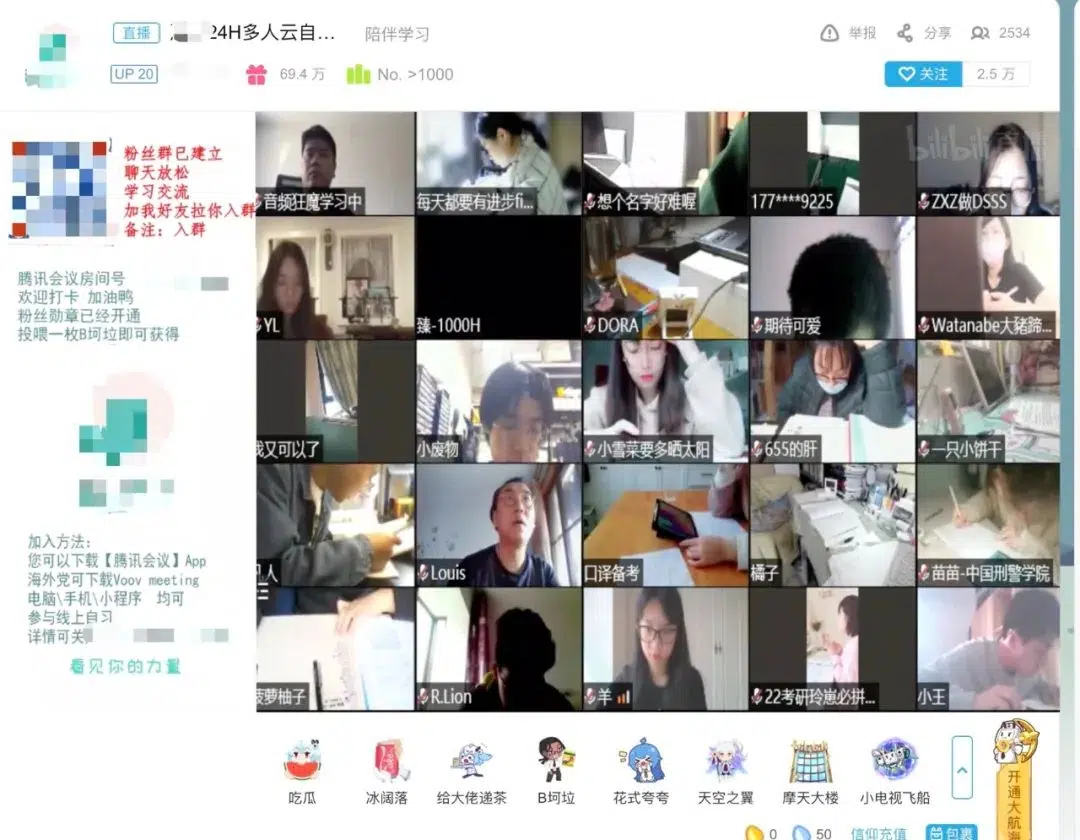 直播
24H多人云自…
陪伴学习
举报
分享
2534
UP 20
69.4 万
No. >1000
关注
2.5 万
粉丝群已建立
聊天放松
学习交流
加我好友拉你入群
备注：入群
腾讯会议房间号
欢迎打卡 加油鸭
粉丝勋章已经开通
投喂一枚B坷垃即可获得
加入方法：
您可以下载【腾讯会议】App
海外党可下载Voov meeting
电脑\手机\小程序 均可
参与线上自习
详情可关
看见你的力量
bilibili
音频狂魔学习中
每天都要有进步fi...
想个名字好难喔
177****9225
ZXZ做DSSS
YL
臻-1000H
DORA
期待可爱
Watanabe大豬蹄...
我又可以了
小废物
小雪菜要多晒太阳
655的肝
一只小饼干
人
Louis
口译备考
橘子
苗苗-中国刑警学院
菠萝柚子
R.Lion
羊
22考研玲崽必拼...
小王
吃瓜
冰阔落
给大佬递茶
B坷垃
花式夸夸
天空之翼
摩天大楼
小电视飞船
开通大航海
0
50
信仰充值
包裹